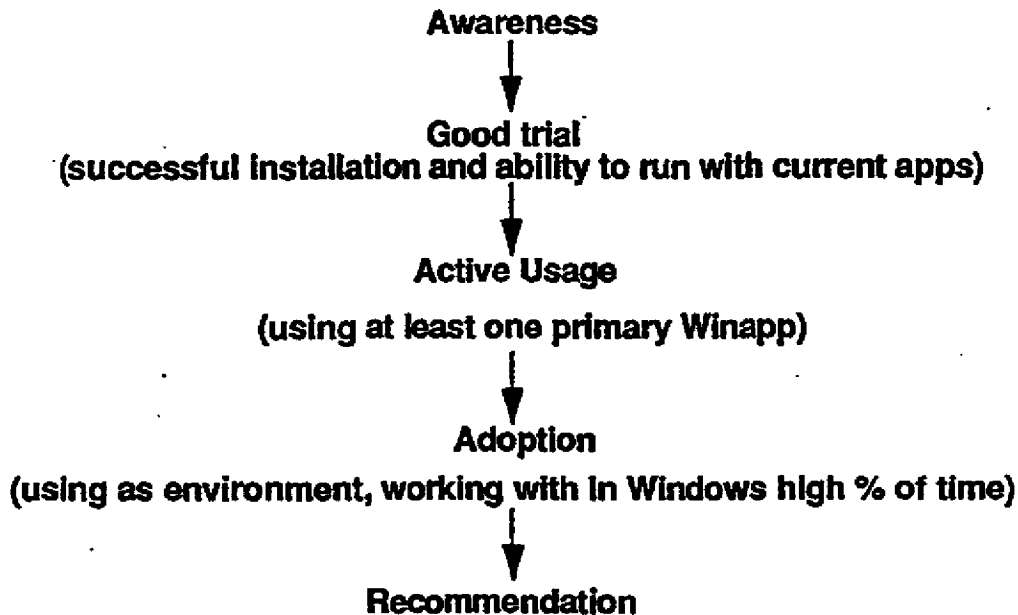 Awareness
Good trial
(successful installation and ability to run with current apps)
Active Usage
(using at least one primary Winapp)
Adoption
(using as environment, working with in Windows high % of time)
Recommendation